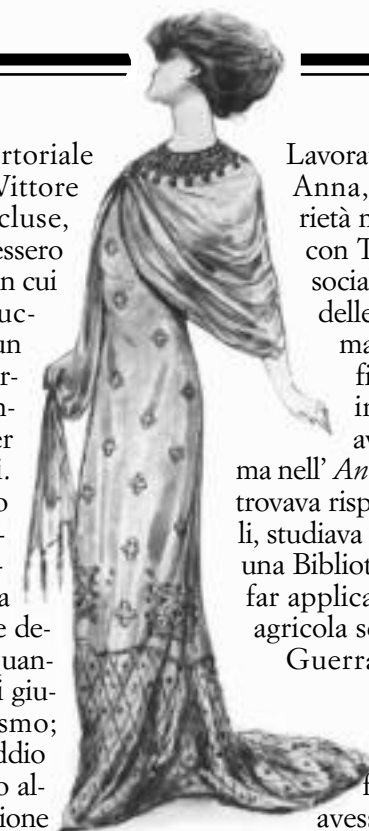 rtoriale
Vittore
cluse,
essero
n cui
uc-
un
r-
n-
er
i.
o
-
-
a
e de-
uan-
i giu-
smo;
ddio
o al-
ione
Lavora
Anna,
rietà
con T
socia
delle
ma
fi
in
av
ma nell' An
trovava risp
li, studiava
una Bibliot
far applica
agricola se
Guerra
f
avess